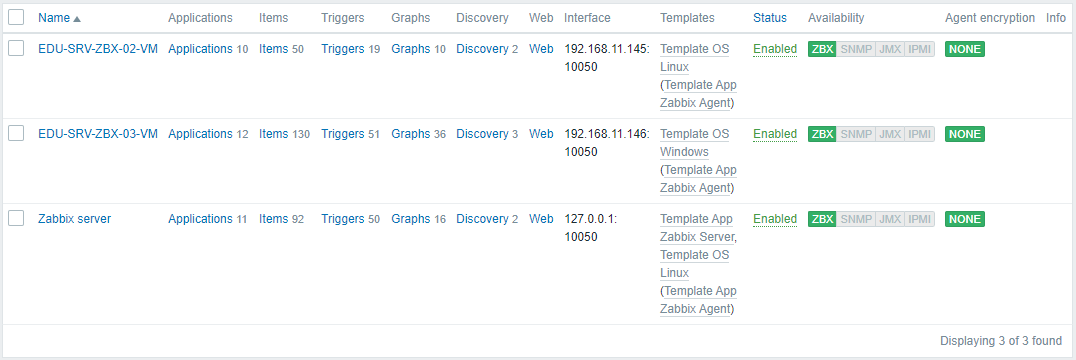 Name Applications Items Triggers Graphs Discovery Web Interface Templates Status Availability Agent encryption Info
EDU-SRV-ZBX-02-VM Applications 10 Items 50 Triggers 19 Graphs 10 Discovery 2 Web 192.168.11.145: Template OS Enabled ZBX SNMP JMX IPMI NONE
10050 Linux
(Template App
Zabbix Agent)
EDU-SRV-ZBX-03-VM Applications 12 Items 130 Triggers 51 Graphs 36 Discovery 3 Web 192.168.11.146: Template OS Enabled ZBX SNMP JMX IPMI NONE
10050 Windows
(Template App
Zabbix Agent)
Zabbix server Applications 11 Items 92 Triggers 50 Graphs 16 Discovery 2 Web 127.0.0.1: Template App Enabled ZBX SNMP JMX IPMI NONE
10050 Zabbix Server,
Template OS
Linux
(Template App
Zabbix Agent)
Displaying 3 of 3 found